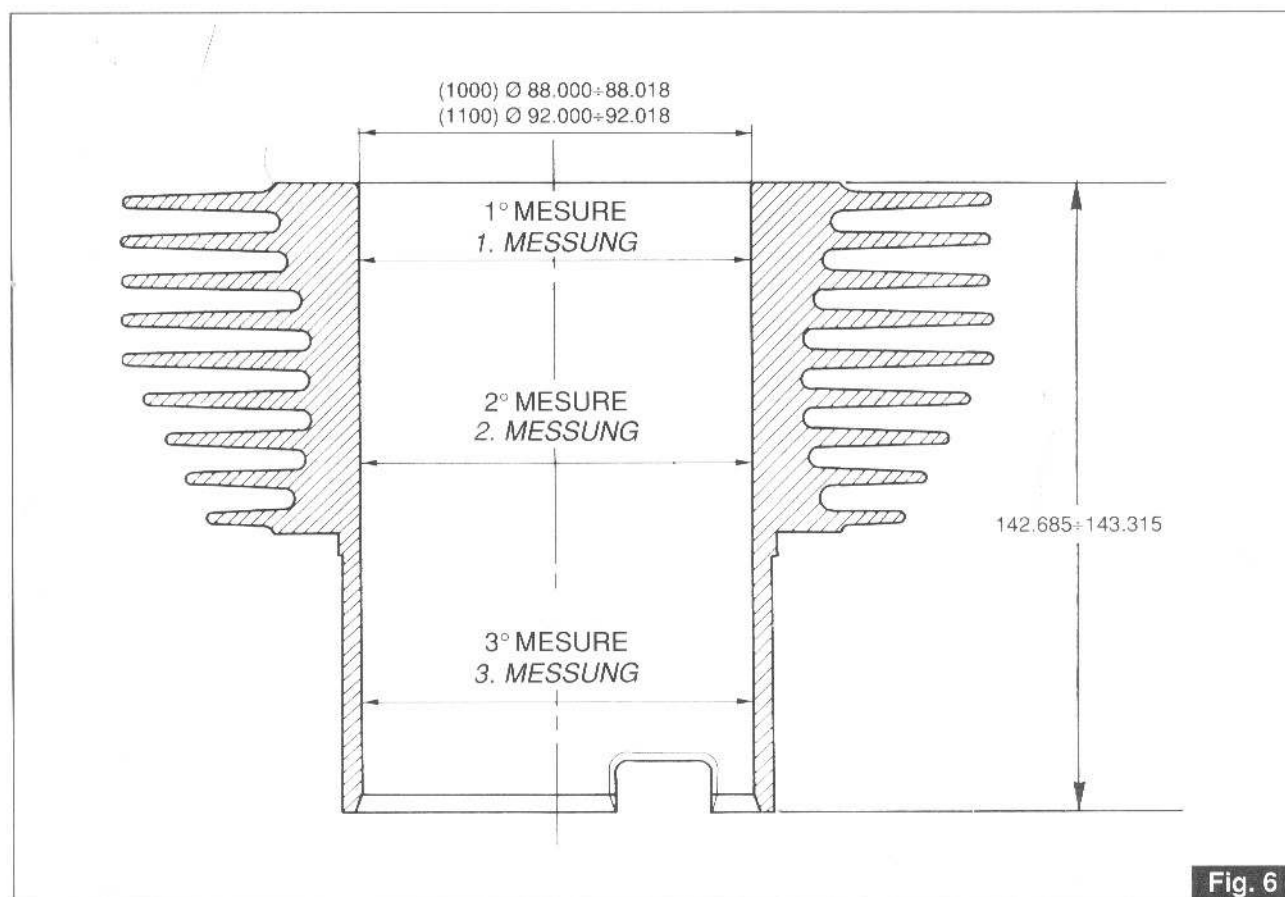 (1000) Ø 88.000÷88.018
(1100) Ø 92.000÷92.018
1° MESURE
1. MESSUNG
2° MESURE
2. MESSUNG
142.685÷143.315
3° MESURE
3. MESSUNG
Fig. 6